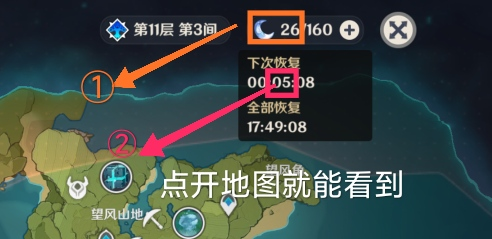 第11层 第3间
26/160
下次恢复
00:05:08
全部恢复
17:49:08
①
②
望风角
点开地图就能看到
望风山地